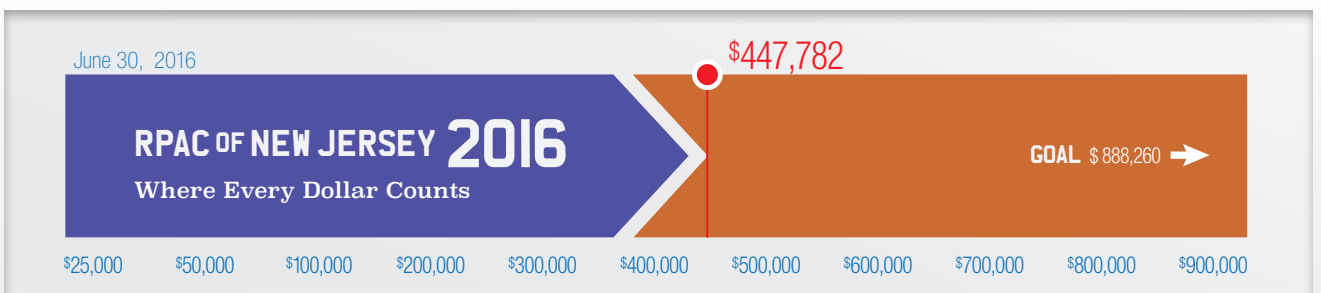 June 30, 2016
$447,782
RPAC OF NEW JERSEY 2016
Where Every Dollar Counts
GOAL $ 888,260
$25,000 $50,000 $100,000 $200,000 $300,000 $400,000 $500,000 $600,000 $700,000 $800,000 $900,000